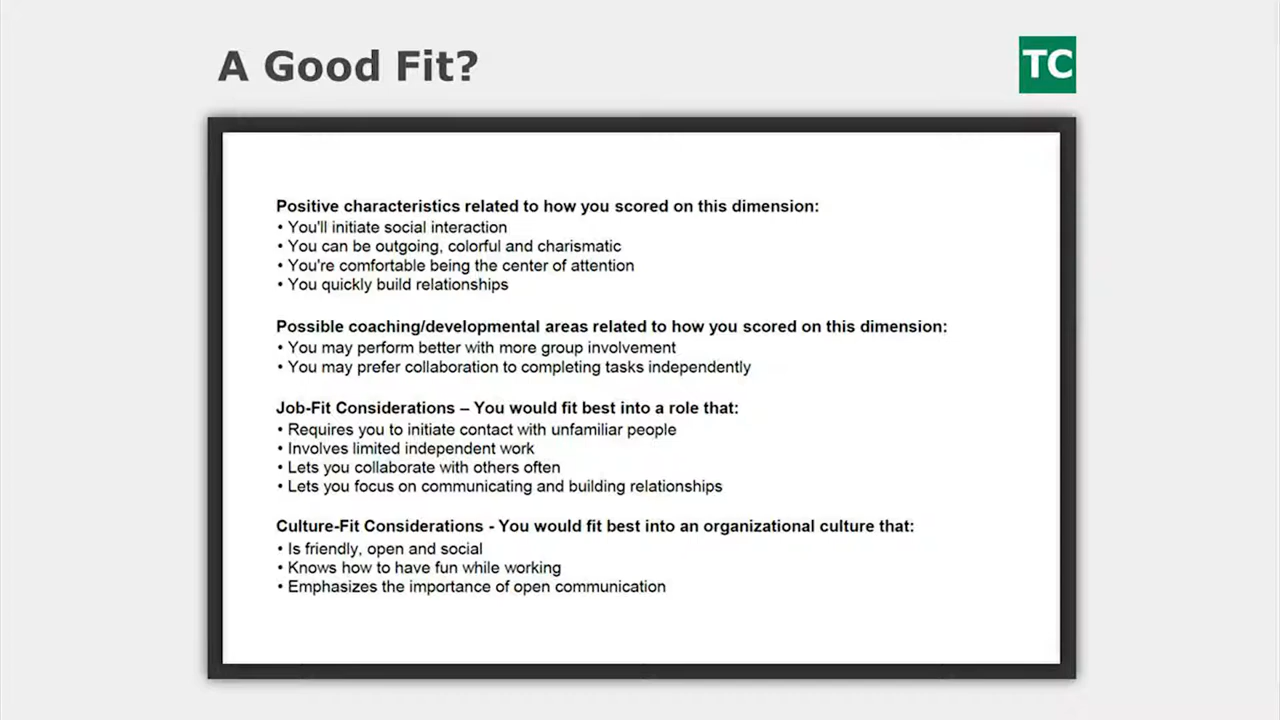 A Good Fit?
TC
Positive characteristics related to how you scored on this dimension:
• You'll initiate social interaction
• You can be outgoing, colorful and charismatic
• You're comfortable being the center of attention
• You quickly build relationships
Possible coaching/developmental areas related to how you scored on this dimension:
• You may perform better with more group involvement
• You may prefer collaboration to completing tasks independently
Job-Fit Considerations – You would fit best into a role that:
• Requires you to initiate contact with unfamiliar people
• Involves limited independent work
• Lets you collaborate with others often
• Lets you focus on communicating and building relationships
Culture-Fit Considerations - You would fit best into an organizational culture that:
• Is friendly, open and social
• Knows how to have fun while working
• Emphasizes the importance of open communication